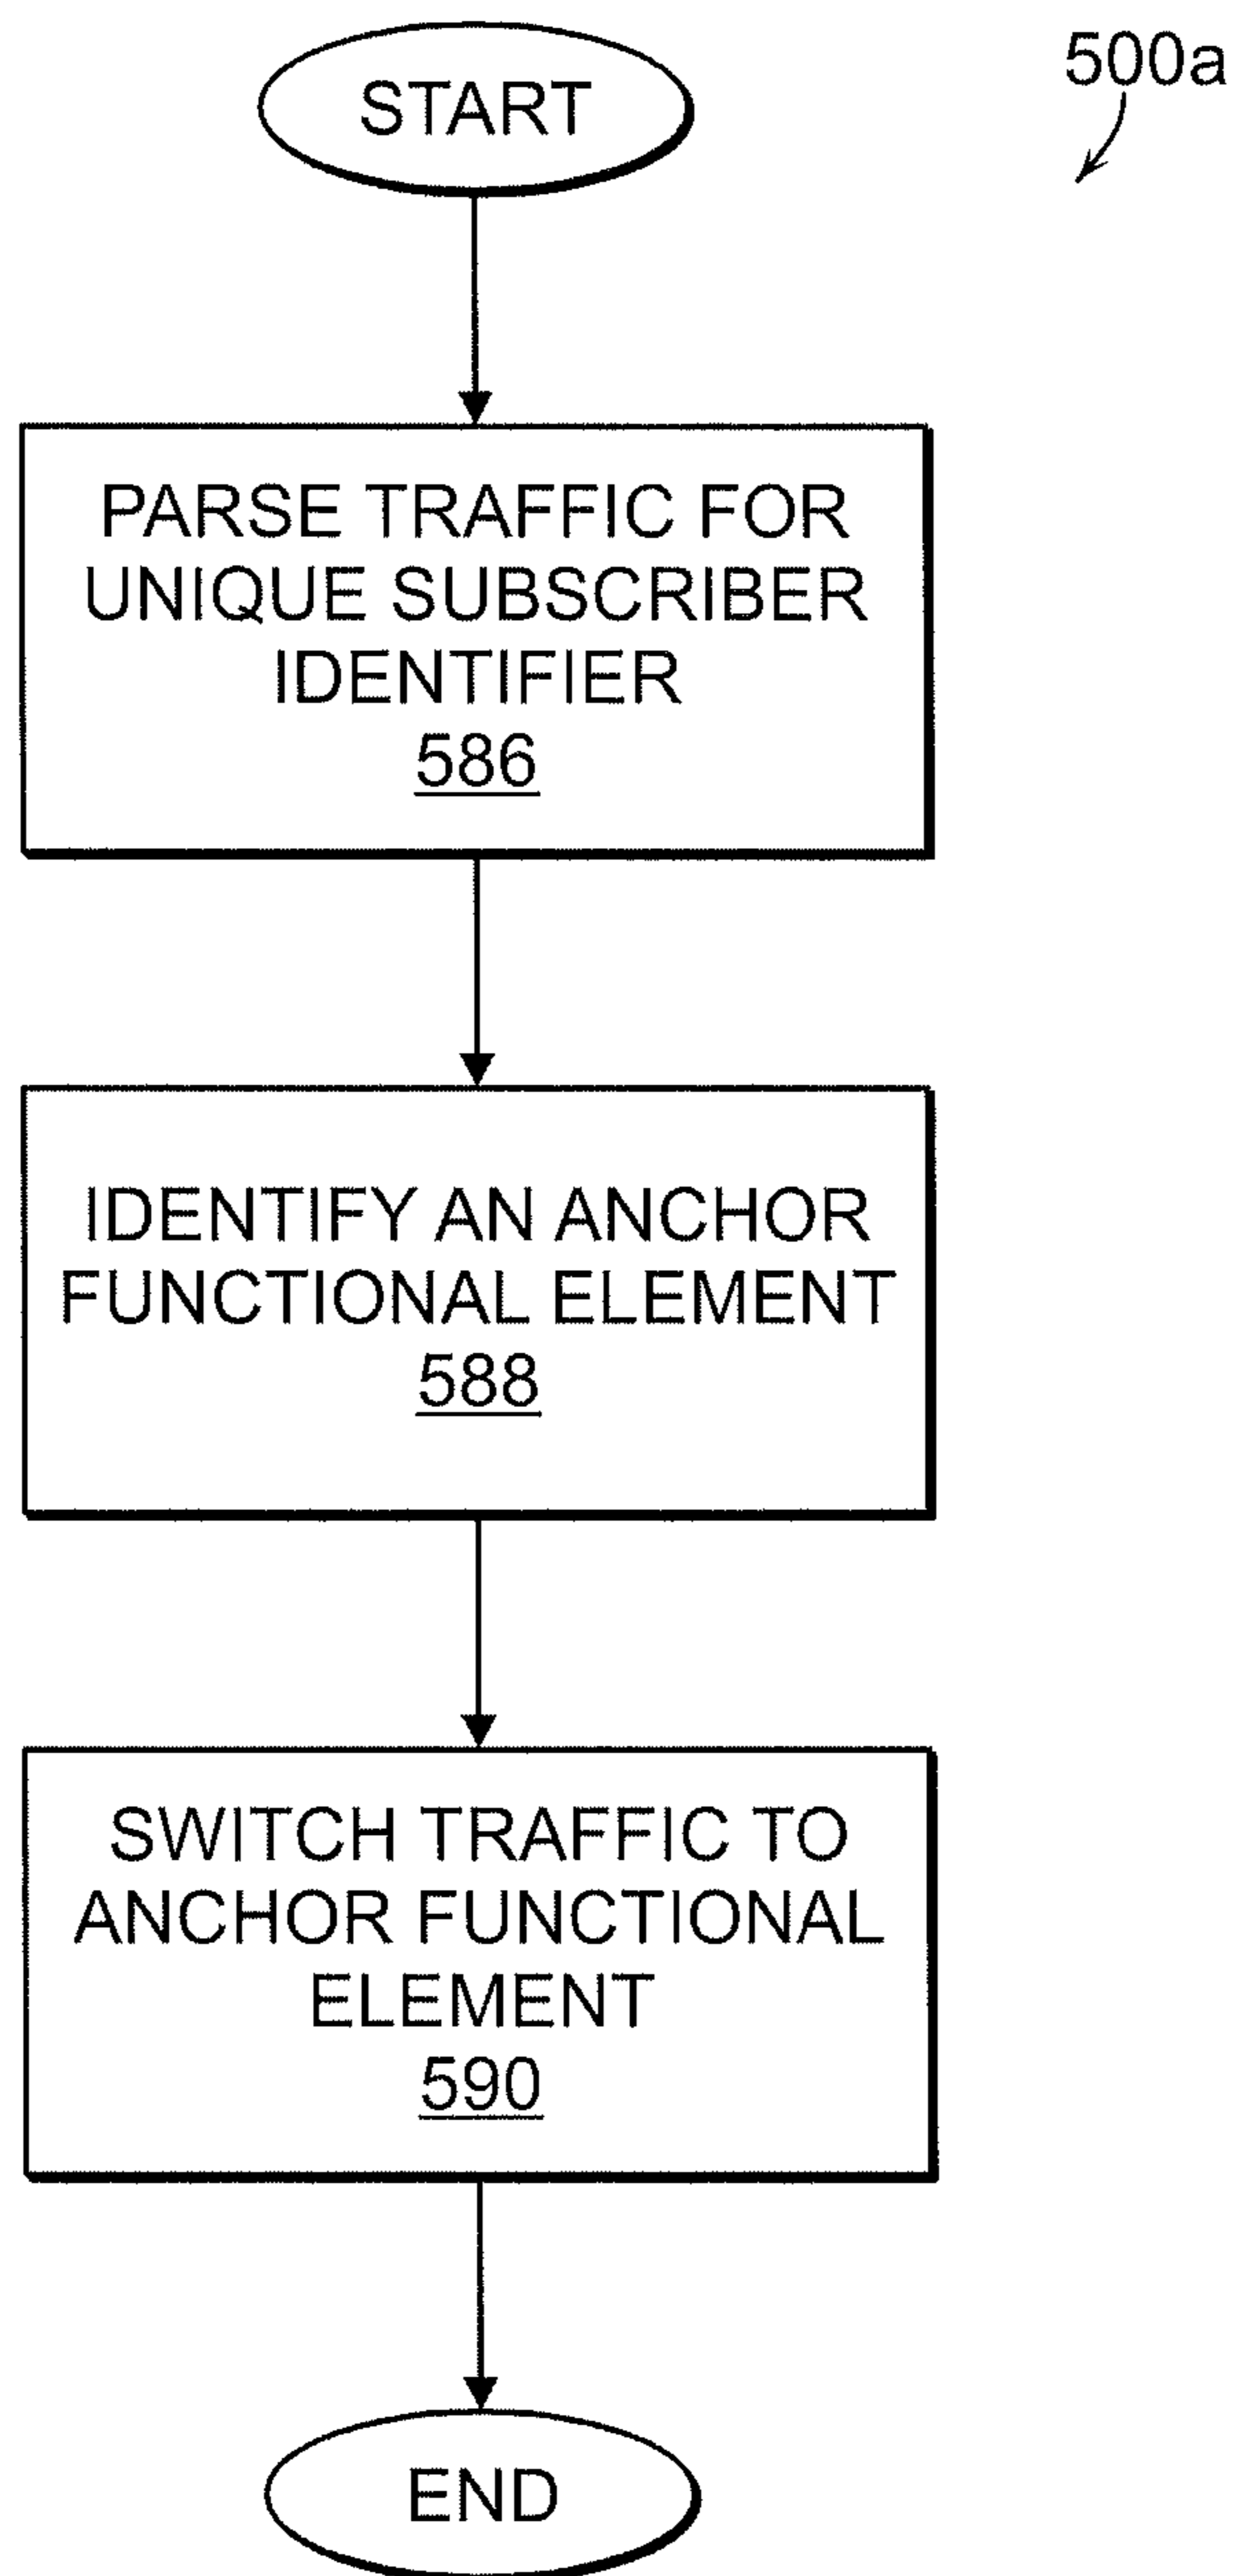 500a
START
PARSE TRAFFIC FOR
UNIQUE SUBSCRIBER
IDENTIFIER
586
IDENTIFY AN ANCHOR
FUNCTIONAL ELEMENT
588
SWITCH TRAFFIC TO
ANCHOR FUNCTIONAL
ELEMENT
590
END